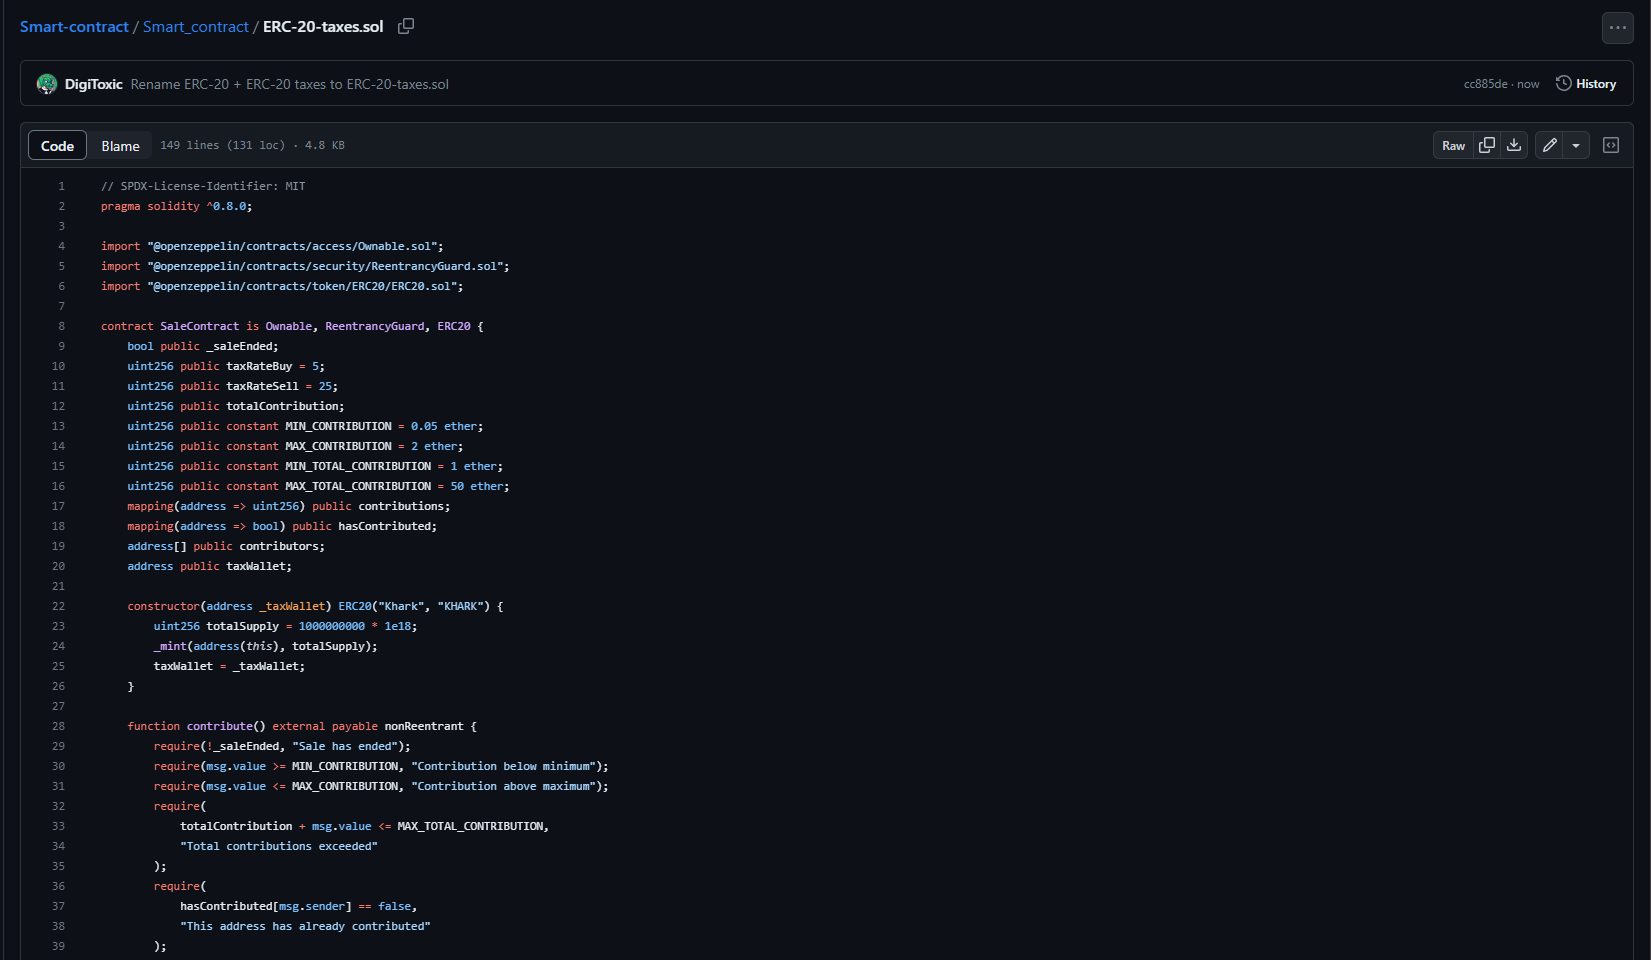 Smart-contract / Smart_contract / ERC-20-taxes.sol
DigiToxic Rename ERC-20 + ERC-20 taxes to ERC-20-taxes.sol cc885de · now History
Code Blame 149 lines (131 loc) · 4.8 KB Raw
1 // SPDX-License-Identifier: MIT
2 pragma solidity ^0.8.0;
3
4 import "@openzeppelin/contracts/access/Ownable.sol";
5 import "@openzeppelin/contracts/security/ReentrancyGuard.sol";
6 import "@openzeppelin/contracts/token/ERC20/ERC20.sol";
7
8 contract SaleContract is Ownable, ReentrancyGuard, ERC20 {
9 bool public _saleEnded;
10 uint256 public taxRateBuy = 5;
11 uint256 public taxRateSell = 25;
12 uint256 public totalContribution;
13 uint256 public constant MIN_CONTRIBUTION = 0.05 ether;
14 uint256 public constant MAX_CONTRIBUTION = 2 ether;
15 uint256 public constant MIN_TOTAL_CONTRIBUTION = 1 ether;
16 uint256 public constant MAX_TOTAL_CONTRIBUTION = 50 ether;
17 mapping(address => uint256) public contributions;
18 mapping(address => bool) public hasContributed;
19 address[] public contributors;
20 address public taxWallet;
21
22 constructor(address _taxWallet) ERC20("Khark", "KHARK") {
23 uint256 totalSupply = 1000000000 * 1e18;
24 _mint(address(this), totalSupply);
25 taxWallet = _taxWallet;
26 }
27
28 function contribute() external payable nonReentrant {
29 require(!_saleEnded, "Sale has ended");
30 require(msg.value >= MIN_CONTRIBUTION, "Contribution below minimum");
31 require(msg.value <= MAX_CONTRIBUTION, "Contribution above maximum");
32 require(
33 totalContribution + msg.value <= MAX_TOTAL_CONTRIBUTION,
34 "Total contributions exceeded"
35 );
36 require(
37 hasContributed[msg.sender] == false,
38 "This address has already contributed"
39 );